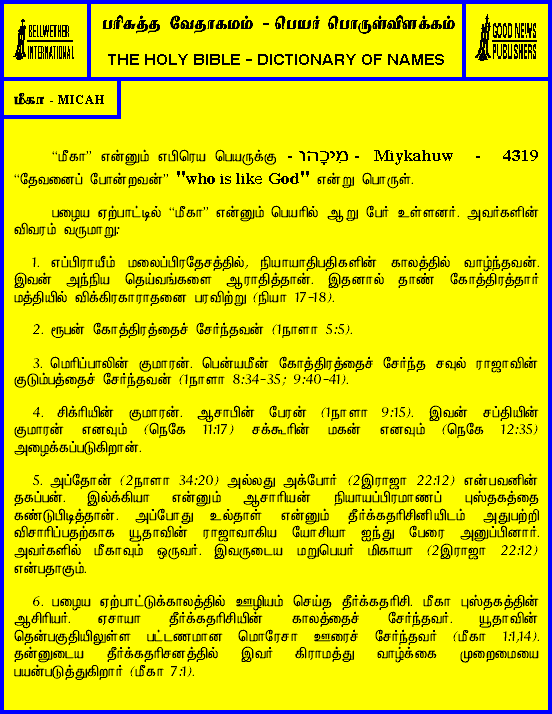 BELLWETHER
INTERNATIONAL
பரிசுத்த வேதாகமம் - பெயர் பொருள்விளக்கம்
THE HOLY BIBLE - DICTIONARY OF NAMES
GOOD NEWS
PUBLISHERS
மீகா - MICAH
“மீகா” என்னும் எபிரெய பெயருக்கு - מִיכָהוּ - Miykahuw - 4319
“தேவனைப் போன்றவன்” "who is like God" என்று பொருள்.
பழைய ஏற்பாட்டில் “மீகா” என்னும் பெயரில் ஆறு பேர் உள்ளனர். அவர்களின்
விவரம் வருமாறு:
1. எப்பிராயீம் மலைப்பிரதேசத்தில், நியாயாதிபதிகளின் காலத்தில் வாழ்ந்தவன்.
இவன் அந்நிய தெய்வங்களை ஆராதித்தான். இதனால் தாண் கோத்திரத்தார்
மத்தியில் விக்கிரகாராதனை பரவிற்று (நியா 17-18).
2. ரூபன் கோத்திரத்தைச் சேர்ந்தவன் (1நாளா 5:5).
3. மெரிப்பாலின் குமாரன். பென்யமீன் கோத்திரத்தைச் சேர்ந்த சவுல் ராஜாவின்
குடும்பத்தைச் சேர்ந்தவன் (1நாளா 8:34-35; 9:40-41).
4. சிக்ரியின் குமாரன். ஆசாபின் பேரன் (1நாளா 9:15). இவன் சப்தியின்
குமாரன் எனவும் (நெகே 11:17) சக்கூரின் மகன் எனவும் (நெகே 12:35)
அழைக்கப்படுகிறான்.
5. அப்தோன் (2நாளா 34:20) அல்லது அக்போர் (2இராஜா 22:12) என்பவனின்
தகப்பன். இல்க்கியா என்னும் ஆசாரியன் நியாயப்பிரமாணப் புஸ்தகத்தை
கண்டுபிடித்தான். அப்போது உல்தாள் என்னும் தீர்க்கதரிசினியிடம் அதுபற்றி
விசாரிப்பதற்காக யூதாவின் ராஜாவாகிய யோசியா ஐந்து பேரை அனுப்பினார்.
அவர்களில் மீகாவும் ஒருவர். இவருடைய மறுபெயர் மிகாயா (2இராஜா 22:12)
என்பதாகும்.
6. பழைய ஏற்பாட்டுக்காலத்தில் ஊழியம் செய்த தீர்க்கதரிசி. மீகா புஸ்தகத்தின்
ஆசிரியர். ஏசாயா தீர்க்கதரிசியின் காலத்தைச் சேர்ந்தவர். யூதாவின்
தென்பகுதியிலுள்ள பட்டணமான மொரேசா ஊரைச் சேர்ந்தவர் (மீகா 1:1,14).
தன்னுடைய தீர்க்கதரிசனத்தில் இவர் கிராமத்து வாழ்க்கை முறைமையை
பயன்படுத்துகிறார் (மீகா 7:1).